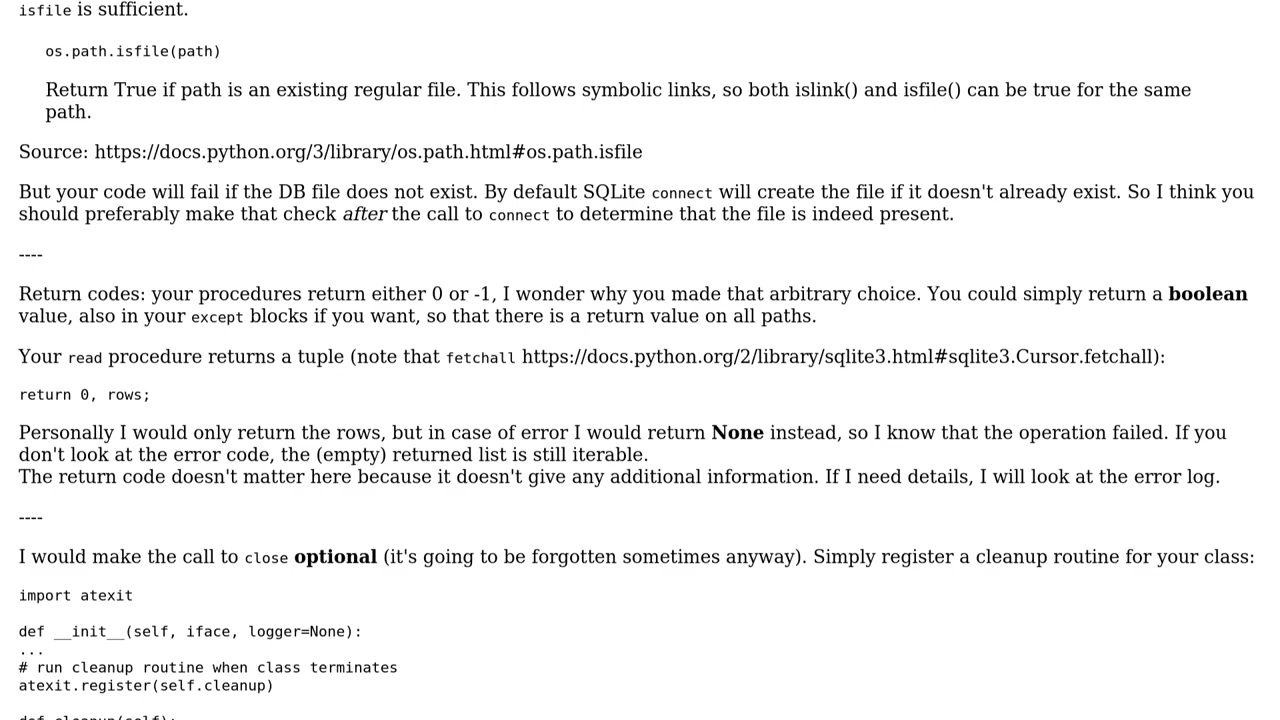 isfile is sufficient.
os.path.isfile(path)
Return True if path is an existing regular file. This follows symbolic links, so both islink() and isfile() can be true for the same
path.
Source: https://docs.python.org/3/library/os.path.html#os.path.isfile
But your code will fail if the DB file does not exist. By default SQLite connect will create the file if it doesn't already exist. So I think you
should preferably make that check after the call to connect to determine that the file is indeed present.
----
Return codes: your procedures return either 0 or -1, I wonder why you made that arbitrary choice. You could simply return a boolean
value, also in your except blocks if you want, so that there is a return value on all paths.
Your read procedure returns a tuple (note that fetchall https://docs.python.org/2/library/sqlite3.html#sqlite3.Cursor.fetchall):
return 0, rows;
Personally I would only return the rows, but in case of error I would return None instead, so I know that the operation failed. If you
don't look at the error code, the (empty) returned list is still iterable.
The return code doesn't matter here because it doesn't give any additional information. If I need details, I will look at the error log.
----
I would make the call to close optional (it's going to be forgotten sometimes anyway). Simply register a cleanup routine for your class:
import atexit
def __init__(self, iface, logger=None):
...
# run cleanup routine when class terminates
atexit.register(self.cleanup)
def cleanup(self):